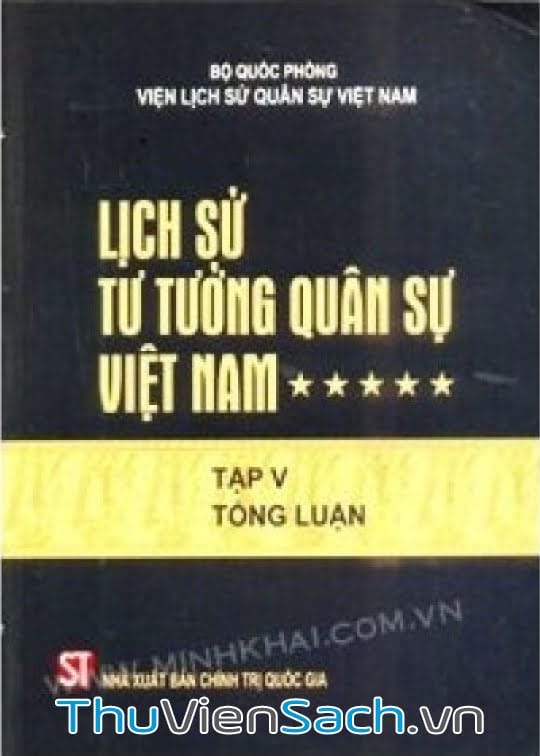 BỘ QUỐC PHÒNG
VIỆN LỊCH SỬ QUÂN SỰ VIỆT NAM
LỊCH SỬ
TƯ TƯỞNG QUÂN SỰ
VIỆT NAM ★★★★★
TẬP V
TỔNG LUẬN
WWW.MINHKHAI.COM.VN
ST NHÀ XUẤT BẢN CHÍNH TRỊ QUỐC GIA
ThuVienSach.vn